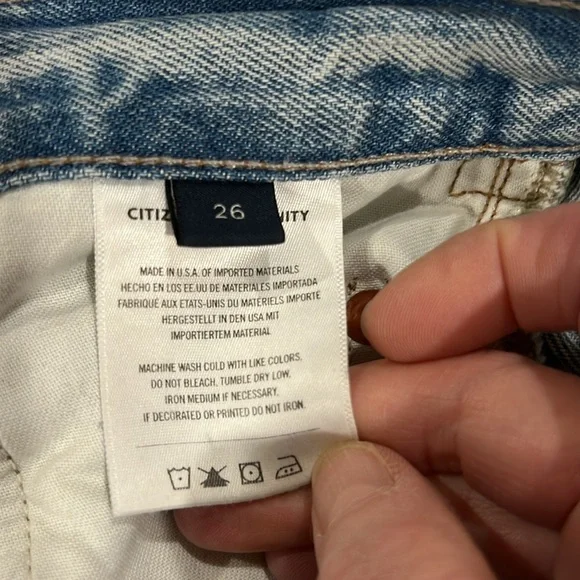 26
MADE IN U.S.A. OF IMPORTED MATERIALS
HECHO EN LOS EE.UU DE MATERIALES IMPORTADA
FABRIQUÉ AUX ETATS-UNIS DU MATERIELS IMPORTÉ
HERGESTELLT IN DEN USA MIT
IMPORTIERTEM MATERIAL
MACHINE WASH COLD WITH LIKE COLORS.
DO NOT BLEACH. TUMBLE DRY LOW.
IRON MEDIUM IF NECESSARY.
IF DECORATED OR PRINTED DO NOT IRON.